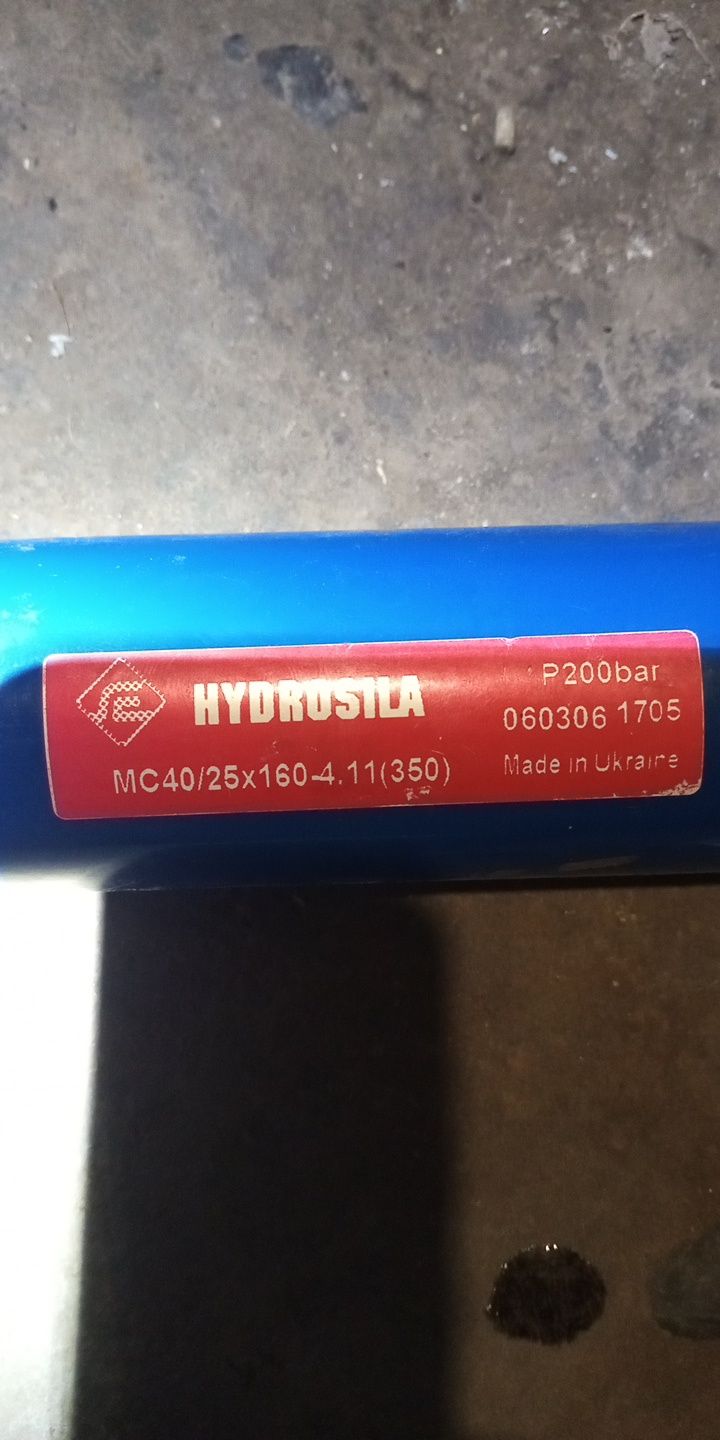 HYDROSILA
MC40/25x160-4.11(350)
P200bar
060306 1705
Made in Ukraine